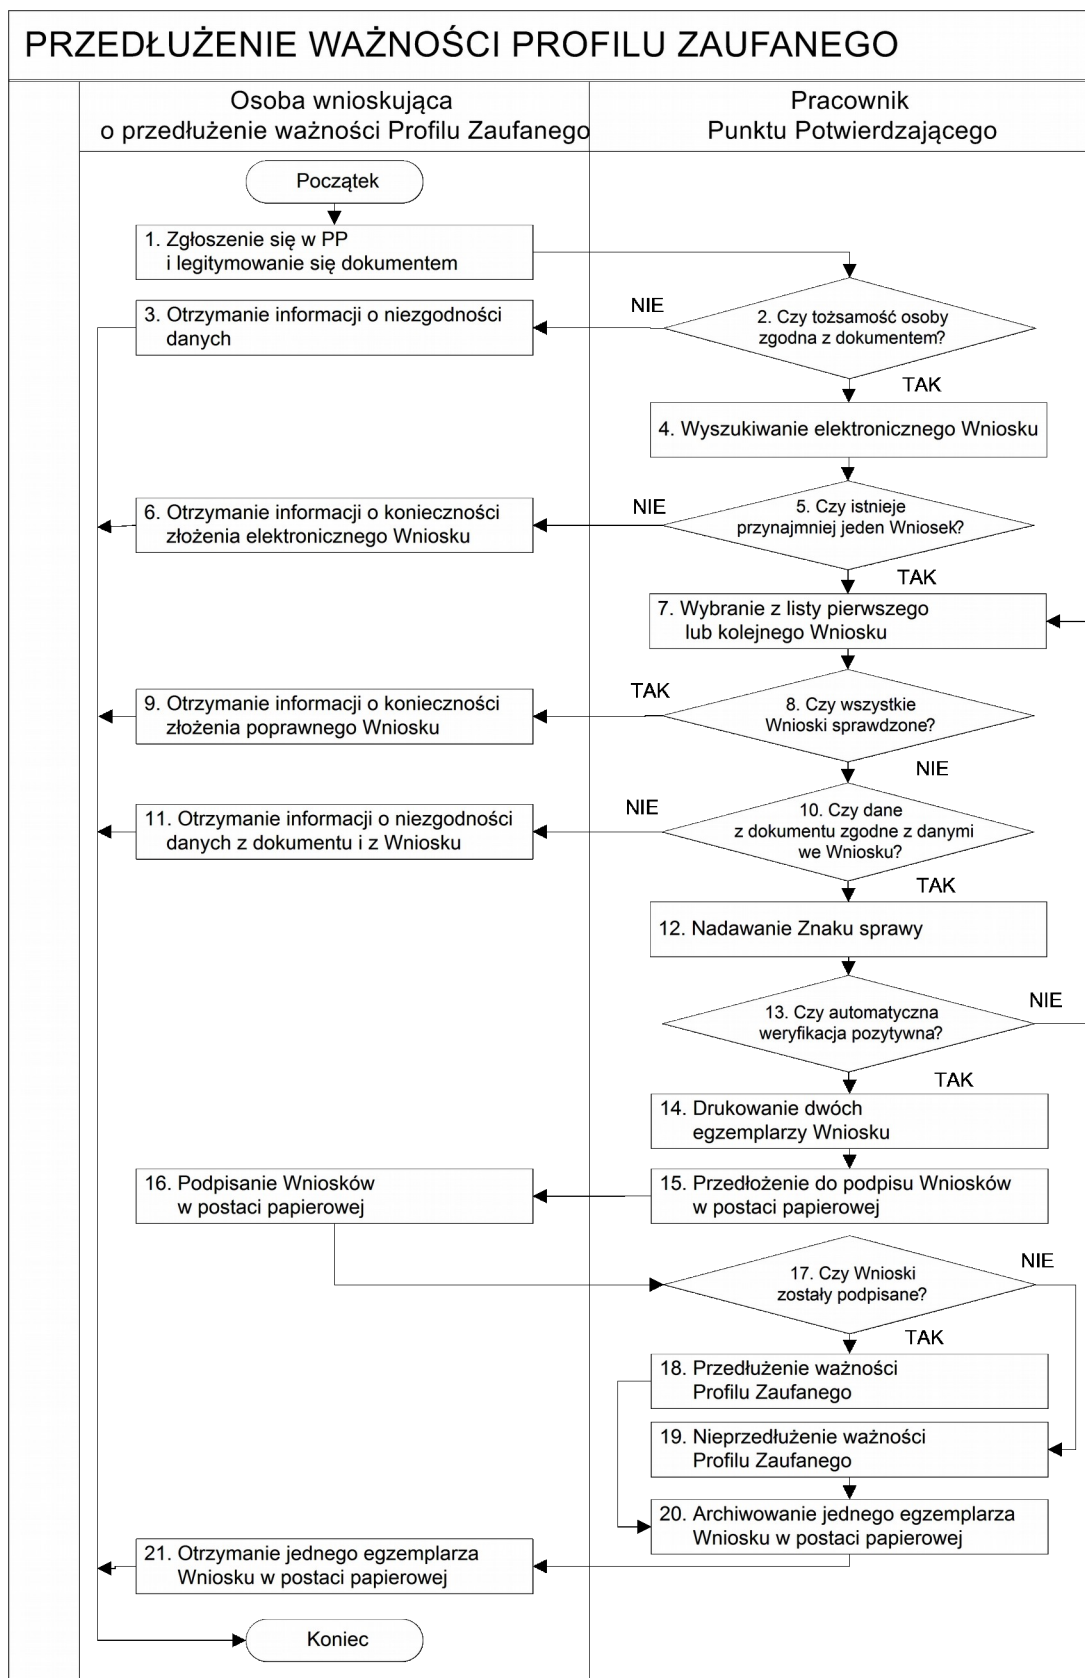 PRZEDŁUŻENIE WAŻNOŚCI PROFILU ZAUFANEGO
Osoba wnioskująca
o przedłużenie ważności Profilu Zaufanego
Pracownik
Punktu Potwierdzającego
Początek
1. Zgłoszenie się w PP
i legitymowanie się dokumentem
NIE
2. Czy tożsamość osoby
zgodna z dokumentem?
3. Otrzymanie informacji o niezgodności
danych
TAK
4. Wyszukiwanie elektronicznego Wniosku
NIE
5. Czy istnieje
przynajmniej jeden Wniosek?
6. Otrzymanie informacji o konieczności
złożenia elektronicznego Wniosku
TAK
7. Wybranie z listy pierwszego
lub kolejnego Wniosku
TAK
8. Czy wszystkie
Wnioski sprawdzone?
9. Otrzymanie informacji o konieczności
złożenia poprawnego Wniosku
NIE
NIE
10. Czy dane
z dokumentu zgodne z danymi
we Wniosku?
11. Otrzymanie informacji o niezgodności
danych z dokumentu i z Wniosku
TAK
12. Nadawanie Znaku sprawy
NIE
13. Czy automatyczna
weryfikacja pozytywna?
TAK
14. Drukowanie dwóch
egzemplarzy Wniosku
16. Podpisanie Wniosków
w postaci papierowej
15. Przedłożenie do podpisu Wniosków
w postaci papierowej
NIE
17. Czy Wnioski
zostały podpisane?
TAK
18. Przedłużenie ważności
Profilu Zaufanego
19. Nieprzedłużenie ważności
Profilu Zaufanego
20. Archiwowanie jednego egzemplarza
Wniosku w postaci papierowej
21. Otrzymanie jednego egzemplarza
Wniosku w postaci papierowej
Koniec